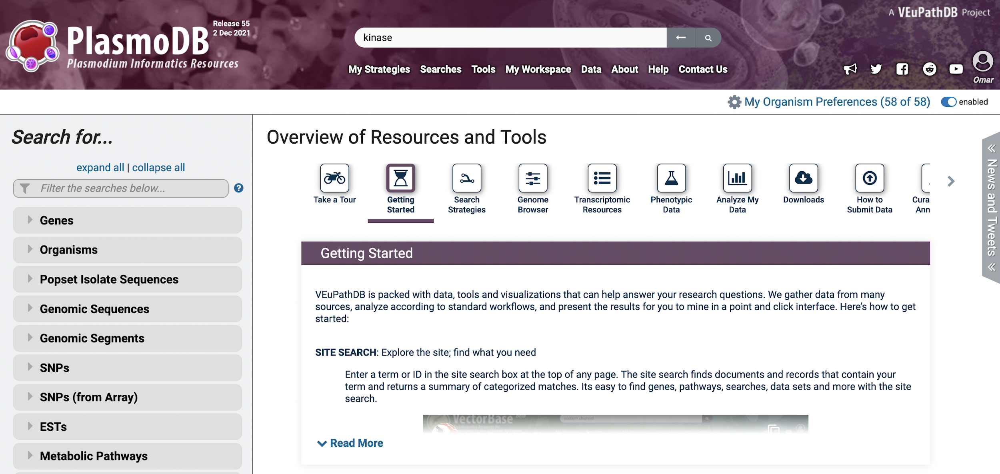 A VEuPathDB Project
Release 55
2 Dec 2021
PlasmoDB
Plasmodium Informatics Resources
kinase
My Strategies Searches Tools My Workspace Data About Help Contact Us
Omar
My Organism Preferences (58 of 58) enabled
Search for...
expand all | collapse all
Filter the searches below...
?
Genes
Organisms
Popset Isolate Sequences
Genomic Sequences
Genomic Segments
SNPs
SNPs (from Array)
ESTs
Metabolic Pathways
Overview of Resources and Tools
Take a Tour
Getting
Started
Search
Strategies
Genome
Browser
Transcriptomic
Resources
Phenotypic
Data
Analyze My
Data
Downloads
How to
Submit Data
Cura
Ann
Getting Started
VEuPathDB is packed with data, tools and visualizations that can help answer your research questions. We gather data from many
sources, analyze according to standard workflows, and present the results for you to mine in a point and click interface. Here’s how to get
started:
SITE SEARCH: Explore the site; find what you need
Enter a term or ID in the site search box at the top of any page. The site search finds documents and records that contain your
term and returns a summary of categorized matches. Its easy to find genes, pathways, searches, data sets and more with the site
search.
VectorBase beta
sodium channel
Read More
News and Tweets